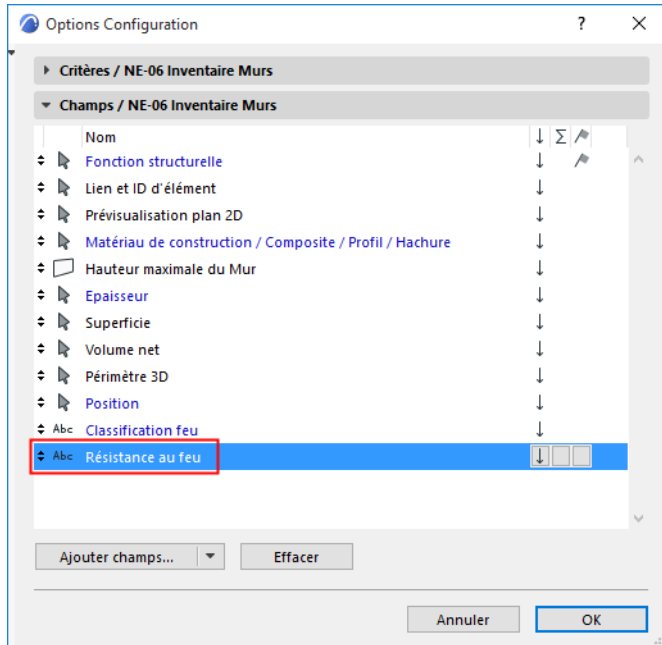 Options Configuration
Critères / NE-06 Inventaire Murs
Champs / NE-06 Inventaire Murs
Nom
Fonction structurelle
Lien et ID d'élément
Prévisualisation plan 2D
Matériau de construction / Composite / Profil / Hachure
Hauteur maximale du Mur
Epaisseur
Superficie
Volume net
Périmètre 3D
Position
Abc Classification feu
Abc Résistance au feu
Ajouter champs... Effacer
Annuler OK